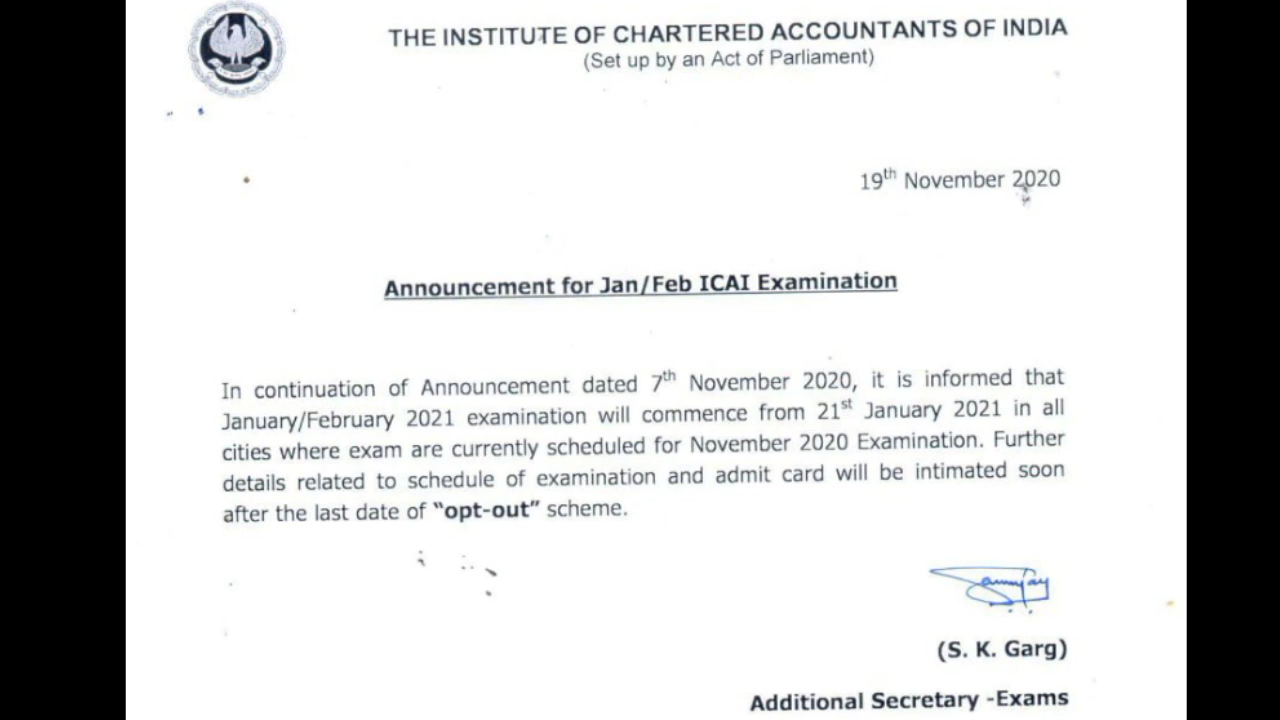 THE INSTITUTE OF CHARTERED ACCOUNTANTS OF INDIA
(Set up by an Act of Parliament)
19th November 2020
Announcement for Jan/Feb ICAI Examination
In continuation of Announcement dated 7th November 2020, it is informed that
January/February 2021 examination will commence from 21st January 2021 in all
cities where exam are currently scheduled for November 2020 Examination. Further
details related to schedule of examination and admit card will be intimated soon
after the last date of “opt-out” scheme.
(S. K. Garg)
Additional Secretary -Exams